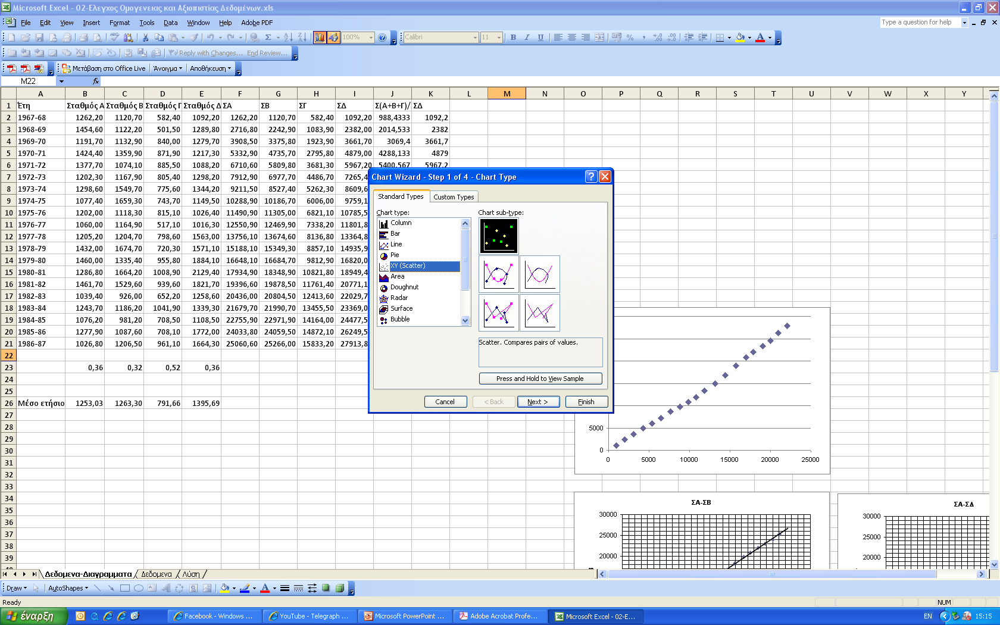 Microsoft Excel - 02-Ελεγχος Ομογενειας και Αξιοπιστίας Δεδομένων.xls
File Edit View Insert Format Tools Data Window Help Adobe PDF Type a question for help
100% Calibri 11 B I U
Reply with Changes... End Review...
Μετάβαση στο Office Live Άνοιγμα Αποθήκευση
M22 fx
A B C D E F G H I J K L M N O P Q R S T U V W X Y
1 Έτη Σταθμός Α Σταθμός Β Σταθμός Γ Σταθμός Δ ΣΑ ΣΒ ΣΓ ΣΔ Σ(Α+Β+Γ)/ ΣΔ
2 1967-68 1262,20 1120,70 582,40 1092,20 1262,20 1120,70 582,40 1092,20 988,4333 1092,2
3 1968-69 1454,60 1122,20 501,50 1289,80 2716,80 2242,90 1083,90 2382,00 2014,533 2382
4 1969-70 1191,70 1132,90 840,00 1279,70 3908,50 3375,80 1923,90 3661,70 3069,4 3661,7
5 1970-71 1424,40 1359,90 871,90 1217,30 5332,90 4735,70 2795,80 4879,00 4288,133 4879
6 1971-72 1377,70 1074,10 885,50 1088,20 6710,60 5809,80 3681,30 5967,20 5400,567 5967,2
7 1972-73 1202,30 1167,90 805,40 1298,20 7912,90 6977,70 4486,70 7265,4
8 1973-74 1298,60 1549,70 775,60 1344,20 9211,50 8527,40 5262,30 8609,6
9 1974-75 1077,40 1659,30 743,70 1149,50 10288,90 10186,70 6006,00 9759,1
10 1975-76 1202,00 1118,30 815,10 1026,40 11490,90 11305,00 6821,10 10785,5
11 1976-77 1060,00 1164,90 517,10 1016,30 12550,90 12469,90 7338,20 11801,8
12 1977-78 1205,20 1204,70 798,60 1563,00 13756,10 13674,60 8136,80 13364,8
13 1978-79 1432,00 1674,70 720,30 1571,10 15188,10 15349,30 8857,10 14935,9
14 1979-80 1460,00 1335,40 955,80 1884,10 16648,10 16684,70 9812,90 16820,0
15 1980-81 1286,80 1664,20 1008,90 2129,40 17934,90 18348,90 10821,80 18949,4
16 1981-82 1461,70 1529,60 939,60 1821,70 19396,60 19878,50 11761,40 20771,1
17 1982-83 1039,40 926,00 652,20 1258,60 20436,00 20804,50 12413,60 22029,7
18 1983-84 1243,70 1186,20 1041,90 1339,30 21679,70 21990,70 13455,50 23369,0
19 1984-85 1076,20 981,20 708,50 1108,50 22755,90 22971,90 14164,00 24477,5
20 1985-86 1277,90 1087,60 708,10 1772,00 24033,80 24059,50 14872,10 26249,5
21 1986-87 1026,80 1206,50 961,10 1664,30 25060,60 25266,00 15833,20 27913,8
22
23 0,36 0,32 0,52 0,36
24
25
26 Μέσο ετήσιο 1253,03 1263,30 791,66 1395,69
27
28
29
30
31
32
33
34
35
36
37
38
39
Chart Wizard - Step 1 of 4 - Chart Type
Standard Types Custom Types
Chart type: Chart sub-type:
Column
Bar
Line
Pie
XY (Scatter)
Area
Doughnut
Radar
Surface
Bubble
Scatter. Compares pairs of values.
Press and Hold to View Sample
Cancel < Back Next > Finish
5000
0
0 5000 10000 15000 20000 25000
ΣΑ-ΣΒ
30000
25000
20000
ΣΑ-ΣΔ
30000
25000
20000
Δεδομενα-Διαγραμματα Δεδομενα Λύση
Draw AutoShapes
Ready NUM
έναρξη Facebook - Windows ... YouTube - Telegraph ... Microsoft PowerPoint ... Adobe Acrobat Profe... Microsoft Excel - 02-Ε... EN 15:15